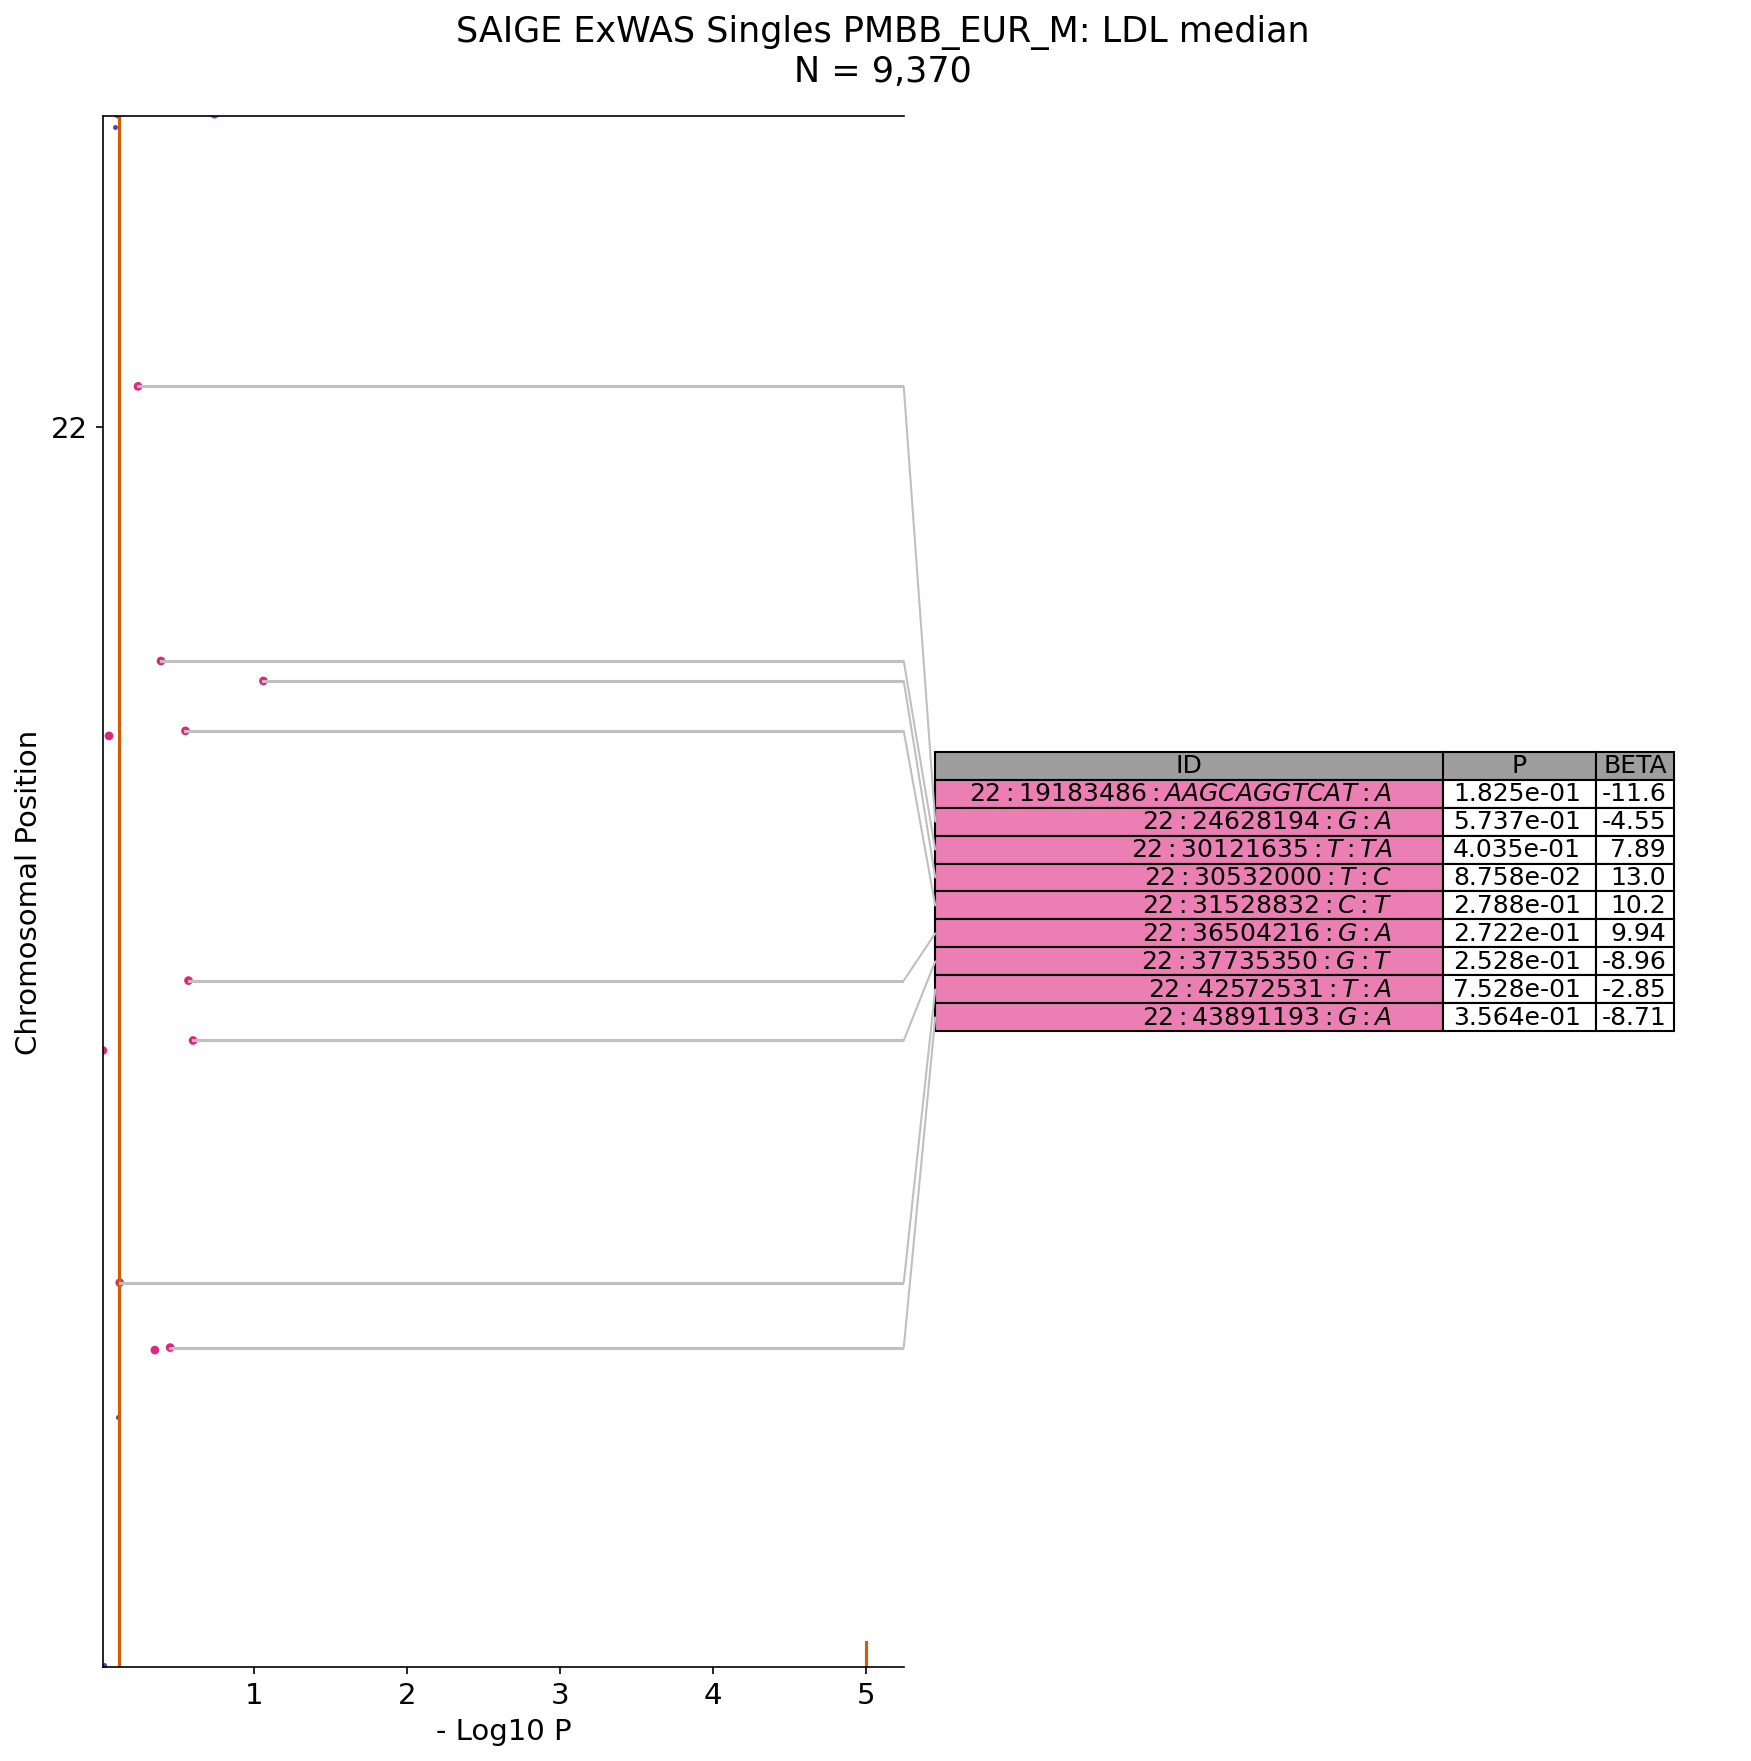 SAIGE ExWAS Singles PMBB_EUR_M: LDL median
N = 9,370
22
Chromosomal Position
1 2 3 4 5
- Log10 P
ID P BETA
22 : 19183486 : AAGCAGGTCAT : A 1.825e-01 -11.6
22 : 24628194 : G : A 5.737e-01 -4.55
22 : 30121635 : T : TA 4.035e-01 7.89
22 : 30532000 : T : C 8.758e-02 13.0
22 : 31528832 : C : T 2.788e-01 10.2
22 : 36504216 : G : A 2.722e-01 9.94
22 : 37735350 : G : T 2.528e-01 -8.96
22 : 42572531 : T : A 7.528e-01 -2.85
22 : 43891193 : G : A 3.564e-01 -8.71